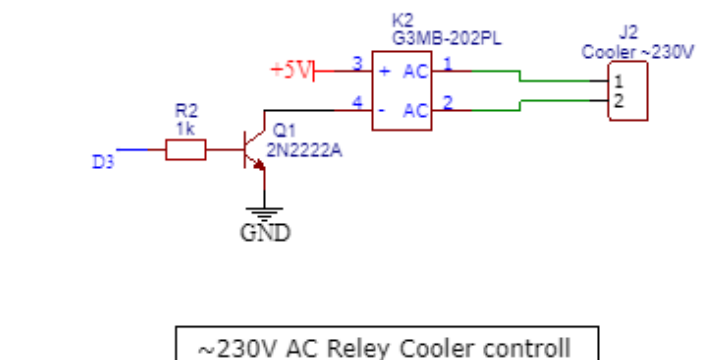 K2
G3MB-202PL
J2
Cooler ~230V
+5V
3
+
AC
1
1
4
-
AC
2
2
R2
1k
Q1
2N2222A
D3
GND
~230V AC Reley Cooler controll